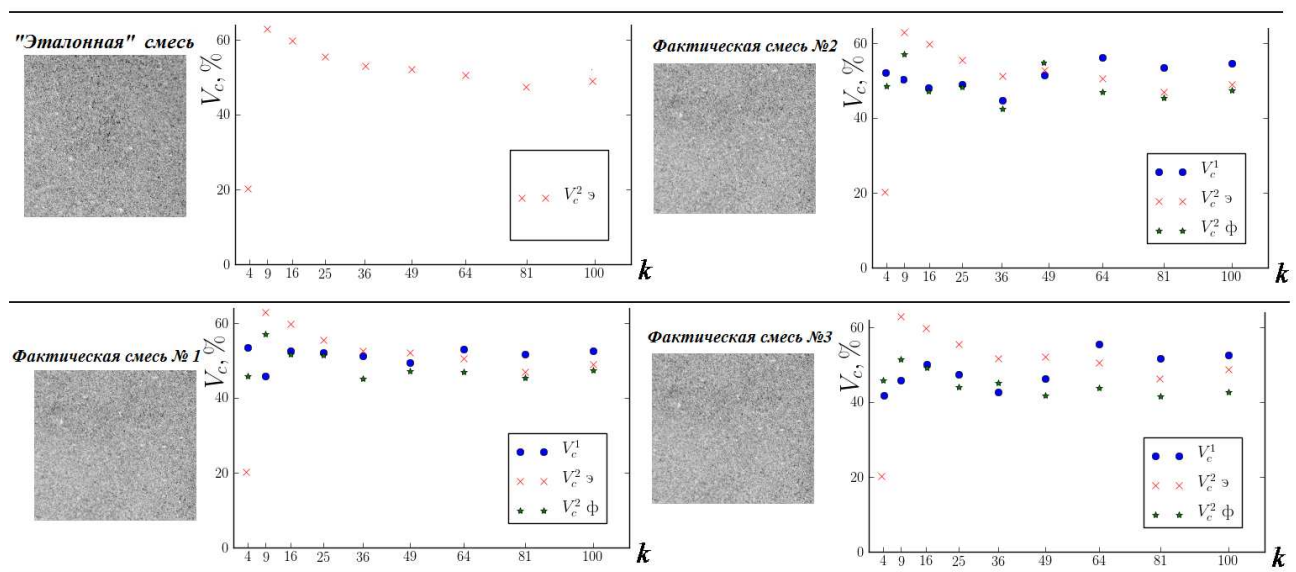 "Эталонная" смесь
V_c, %
60
40
20
0
4 9 16 25 36 49 64 81 100
k
V_c^2 э
Фактическая смесь №2
V_c, %
60
40
20
0
4 9 16 25 36 49 64 81 100
k
V_c^1
V_c^2 э
V_c^2 ф
Фактическая смесь № 1
V_c, %
60
40
20
0
4 9 16 25 36 49 64 81 100
k
V_c^1
V_c^2 э
V_c^2 ф
Фактическая смесь №3
V_c, %
60
40
20
0
4 9 16 25 36 49 64 81 100
k
V_c^1
V_c^2 э
V_c^2 ф